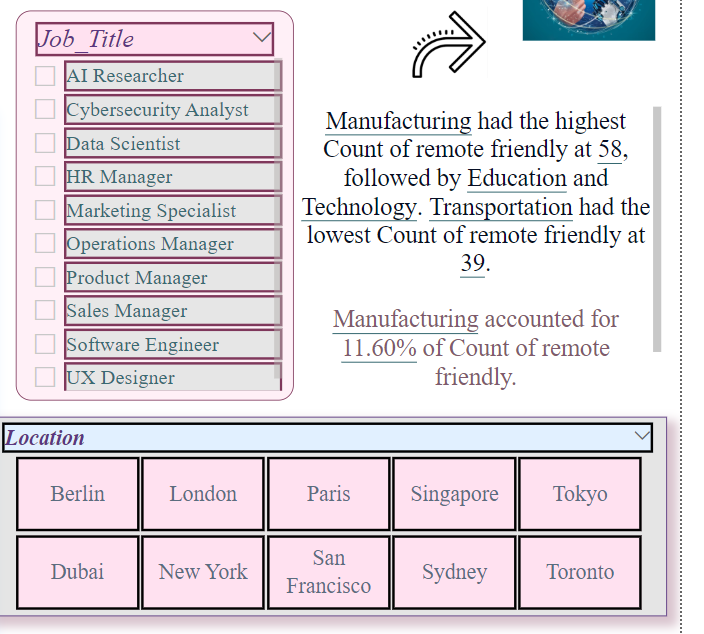 Job_Title
AI Researcher
Cybersecurity Analyst
Data Scientist
HR Manager
Marketing Specialist
Operations Manager
Product Manager
Sales Manager
Software Engineer
UX Designer
Manufacturing had the highest
Count of remote friendly at 58,
followed by Education and
Technology. Transportation had the
lowest Count of remote friendly at
39.
Manufacturing accounted for
11.60% of Count of remote
friendly.
Location
Berlin London Paris Singapore Tokyo
Dubai New York San Francisco Sydney Toronto